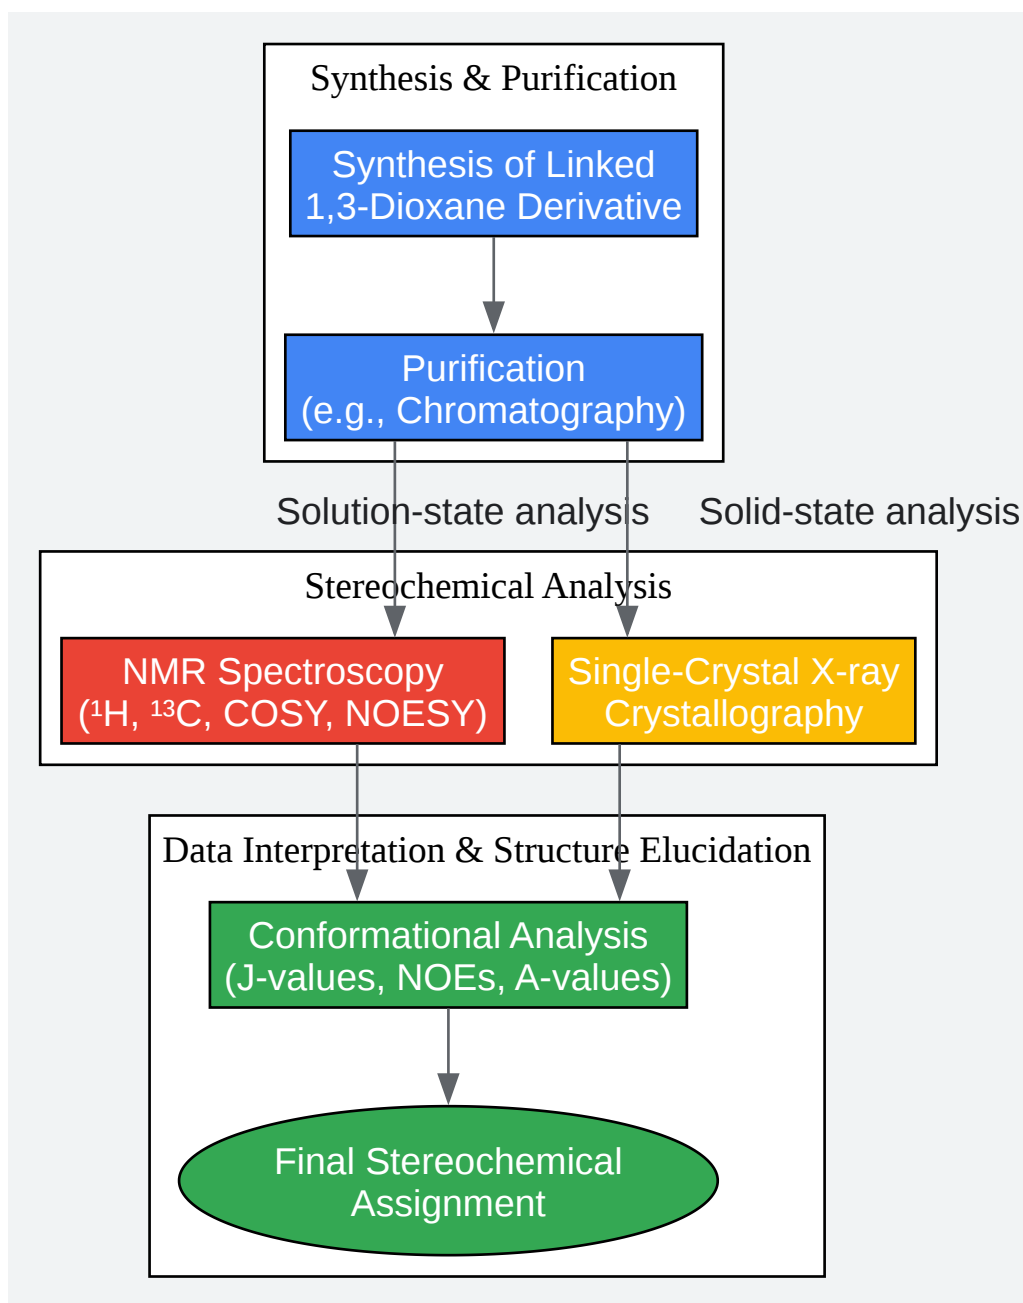 Synthesis & Purification
Synthesis of Linked
1,3-Dioxane Derivative
Purification
(e.g., Chromatography)
Solution-state analysis
Solid-state analysis
Stereochemical Analysis
NMR Spectroscopy
(¹H, ¹³C, COSY, NOESY)
Single-Crystal X-ray
Crystallography
Data Interpretation & Structure Elucidation
Conformational Analysis
(J-values, NOEs, A-values)
Final Stereochemical
Assignment